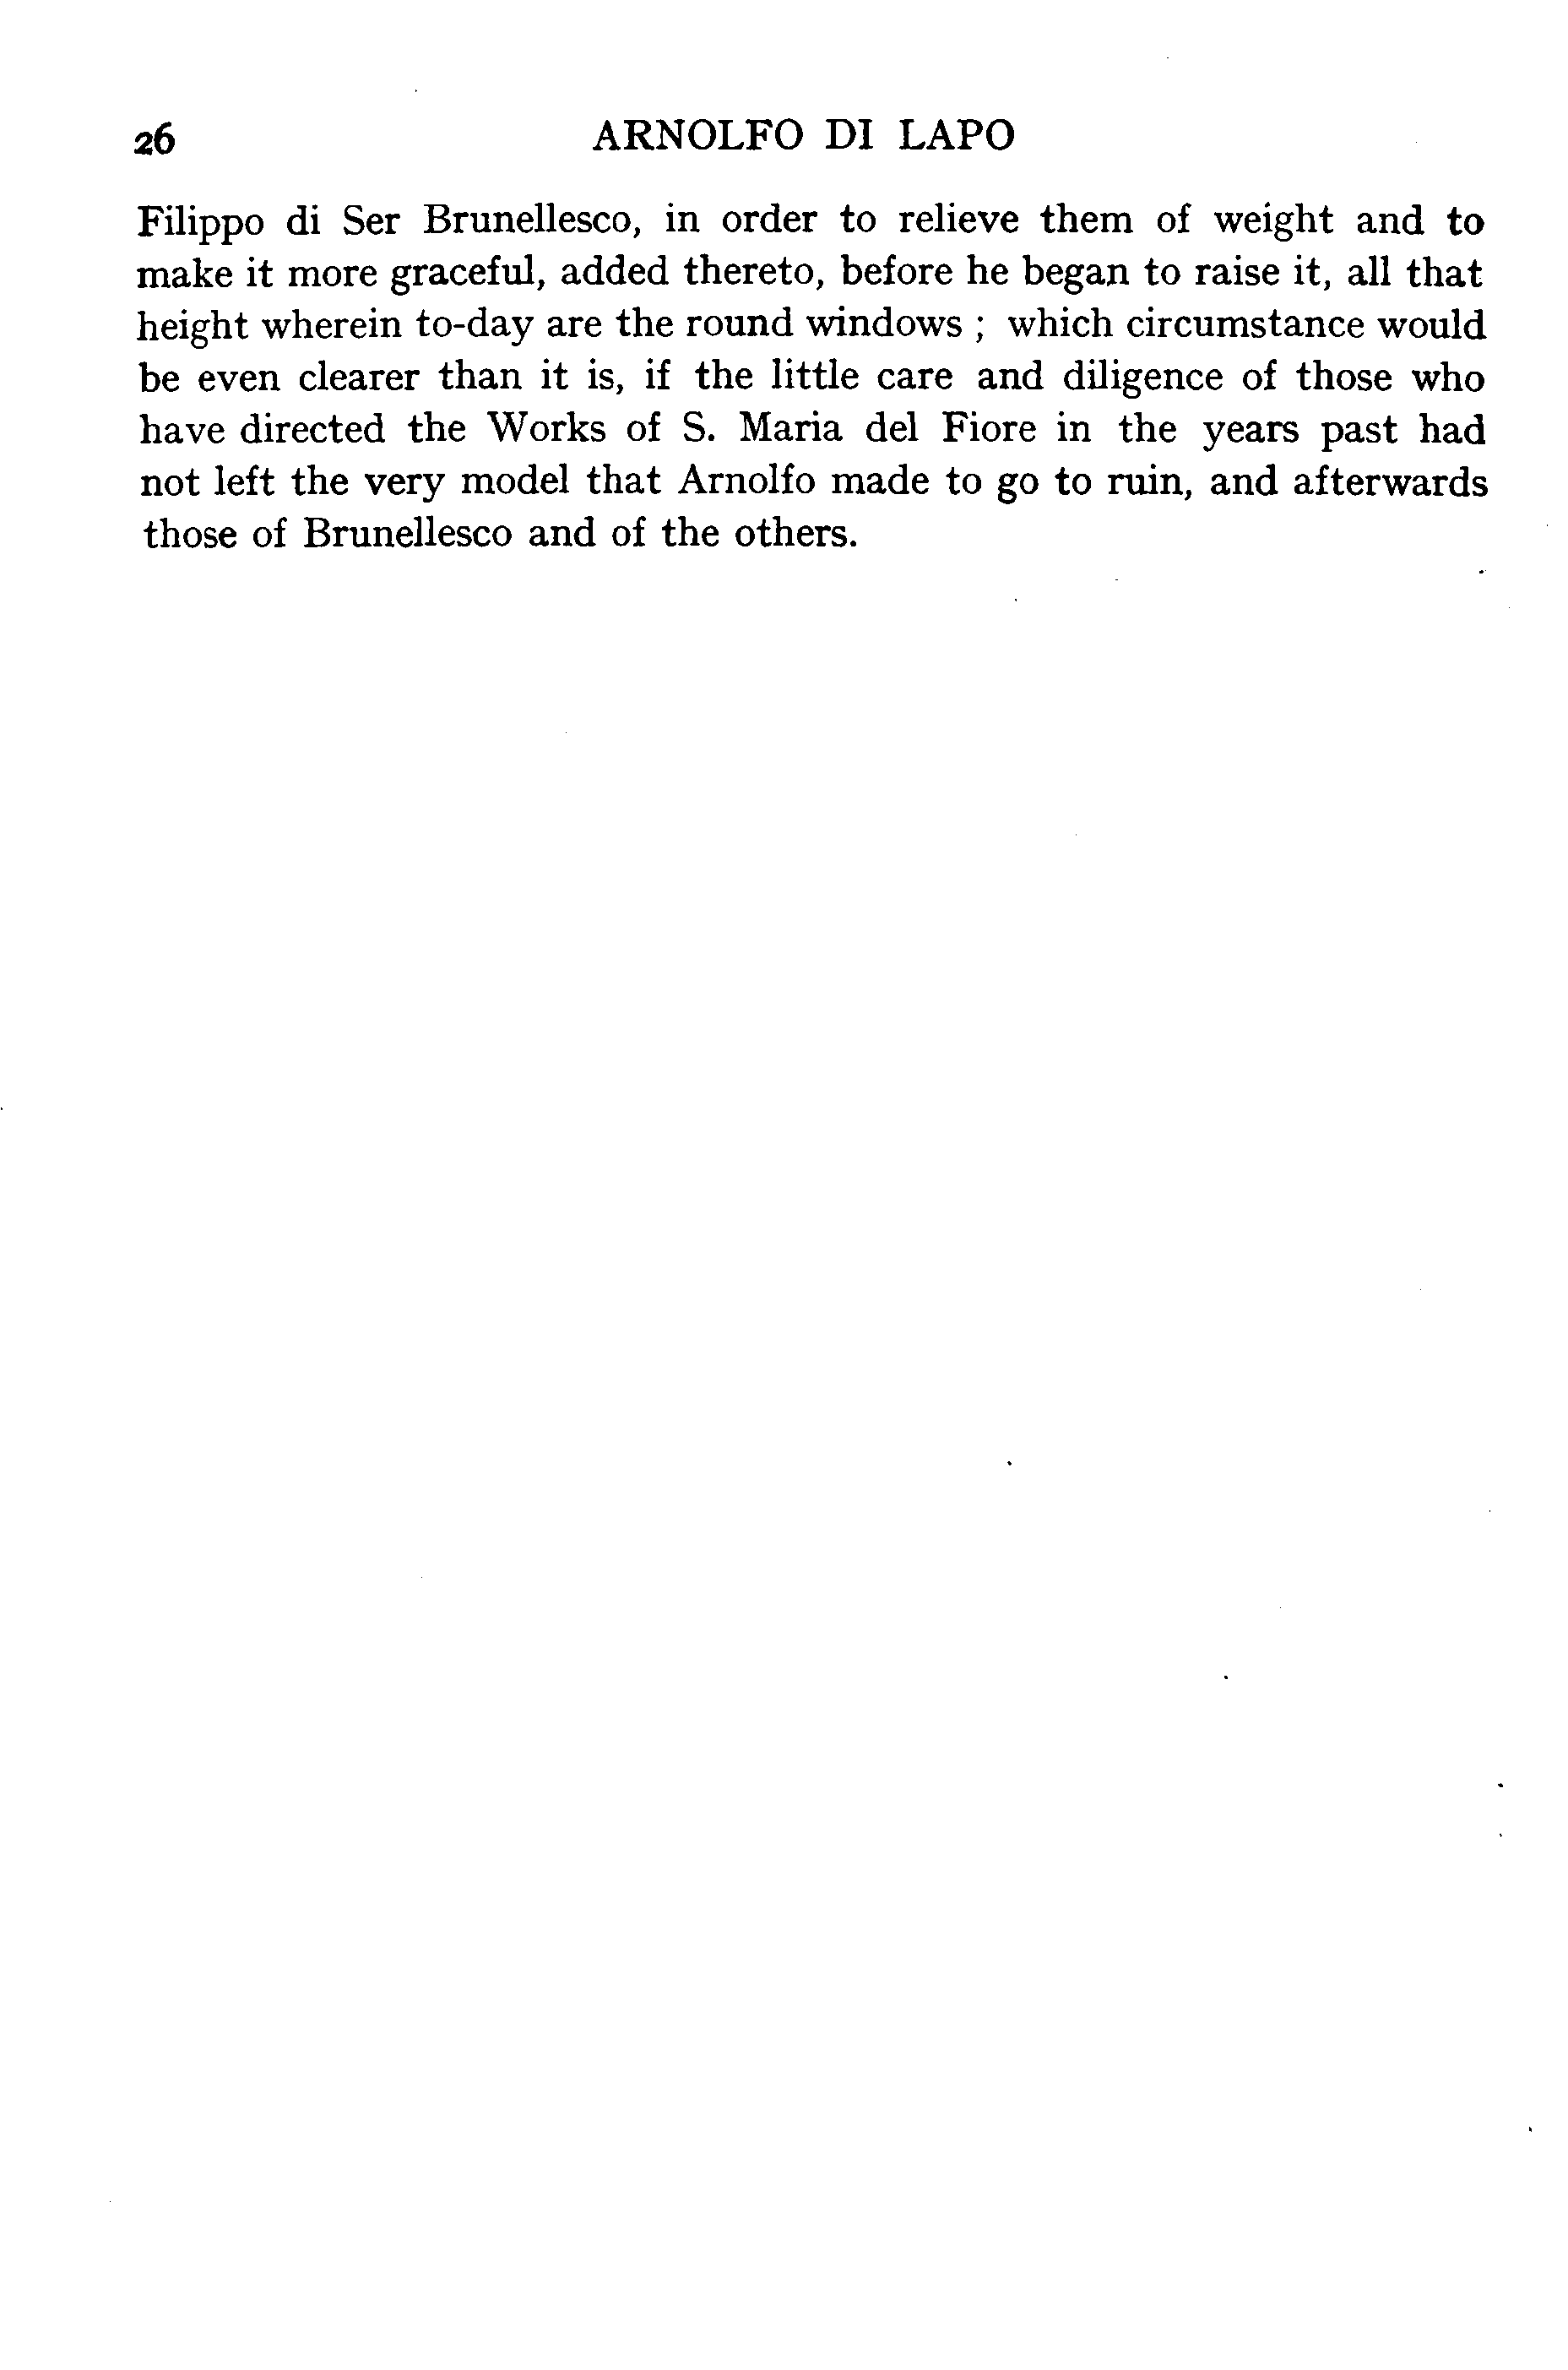 26 ARNOLFO DI LAPO
Filippo di Ser Brunellesco, in order to relieve them of weight and to
make it more graceful, added thereto, before he began to raise it, all that
height wherein to-day are the round windows ; which circumstance would
be even clearer than it is, if the little care and diligence of those who
have directed the Works of S. Maria del Fiore in the years past had
not left the very model that Arnolfo made to go to ruin, and afterwards
those of Brunellesco and of the others.